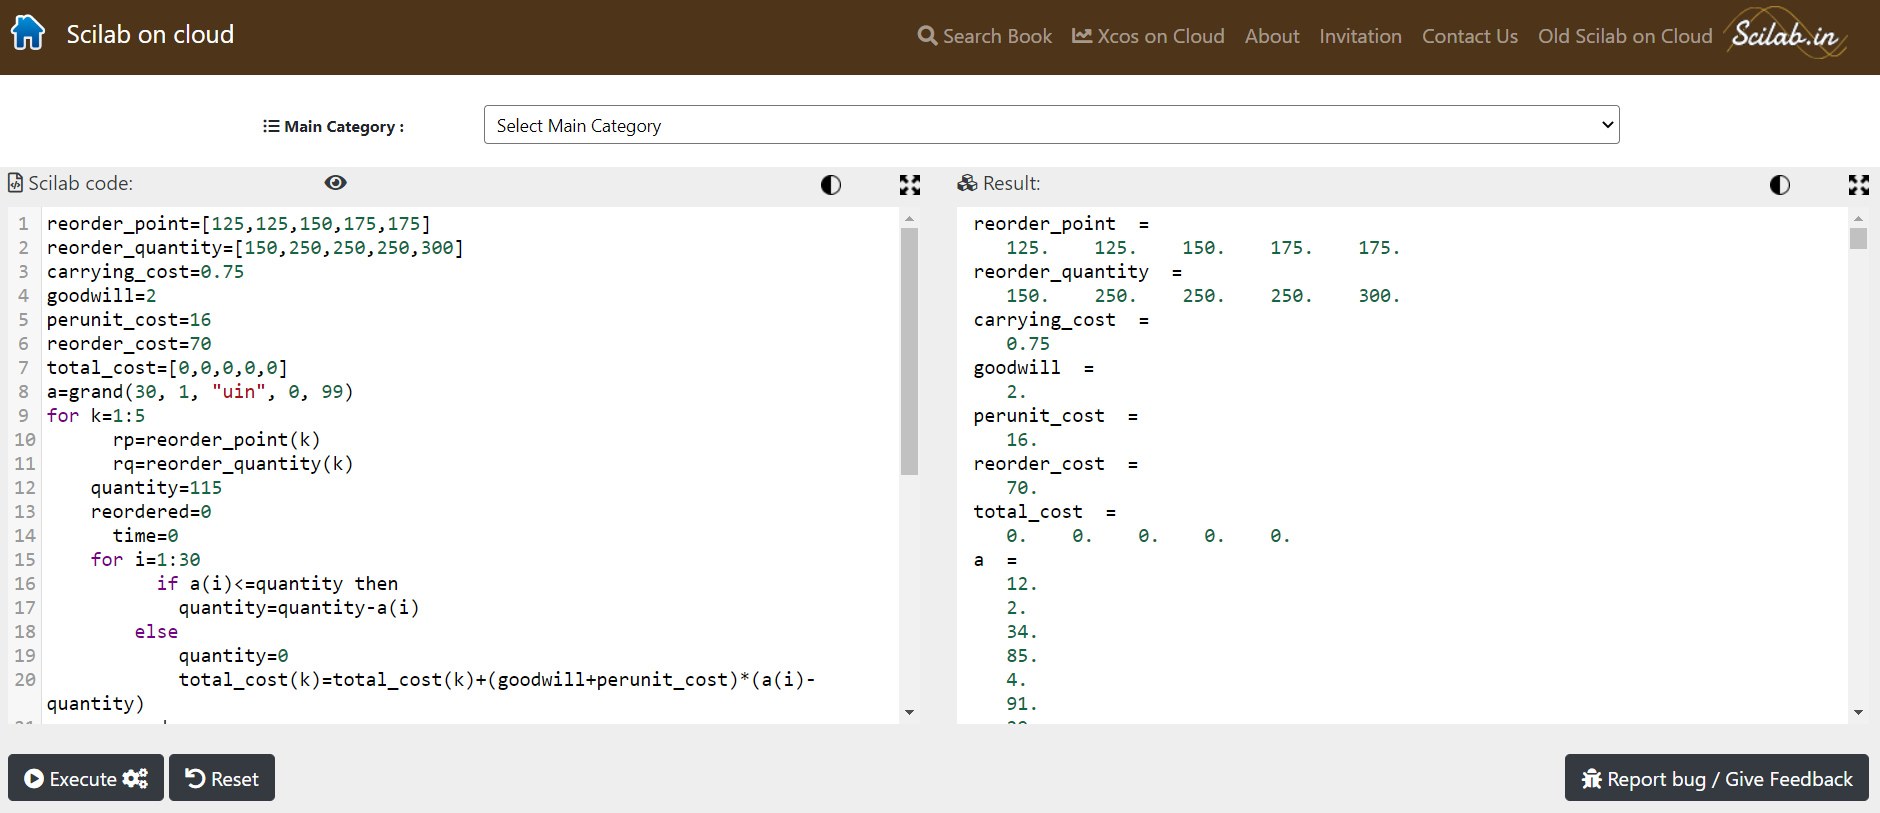 Scilab on cloud
Search Book Xcos on Cloud About Invitation Contact Us Old Scilab on Cloud Scilab.in
Main Category :
Select Main Category
Scilab code:
1 reorder_point=[125,125,150,175,175]
2 reorder_quantity=[150,250,250,250,300]
3 carrying_cost=0.75
4 goodwill=2
5 perunit_cost=16
6 reorder_cost=70
7 total_cost=[0,0,0,0,0]
8 a=grand(30, 1, "uin", 0, 99)
9 for k=1:5
10 rp=reorder_point(k)
11 rq=reorder_quantity(k)
12 quantity=115
13 reordered=0
14 time=0
15 for i=1:30
16 if a(i)<=quantity then
17 quantity=quantity-a(i)
18 else
19 quantity=0
20 total_cost(k)=total_cost(k)+(goodwill+perunit_cost)*(a(i)-
quantity)
Result:
reorder_point =
125. 125. 150. 175. 175.
reorder_quantity =
150. 250. 250. 250. 300.
carrying_cost =
0.75
goodwill =
2.
perunit_cost =
16.
reorder_cost =
70.
total_cost =
0. 0. 0. 0. 0.
a =
12.
2.
34.
85.
4.
91.
Execute
Reset
Report bug / Give Feedback